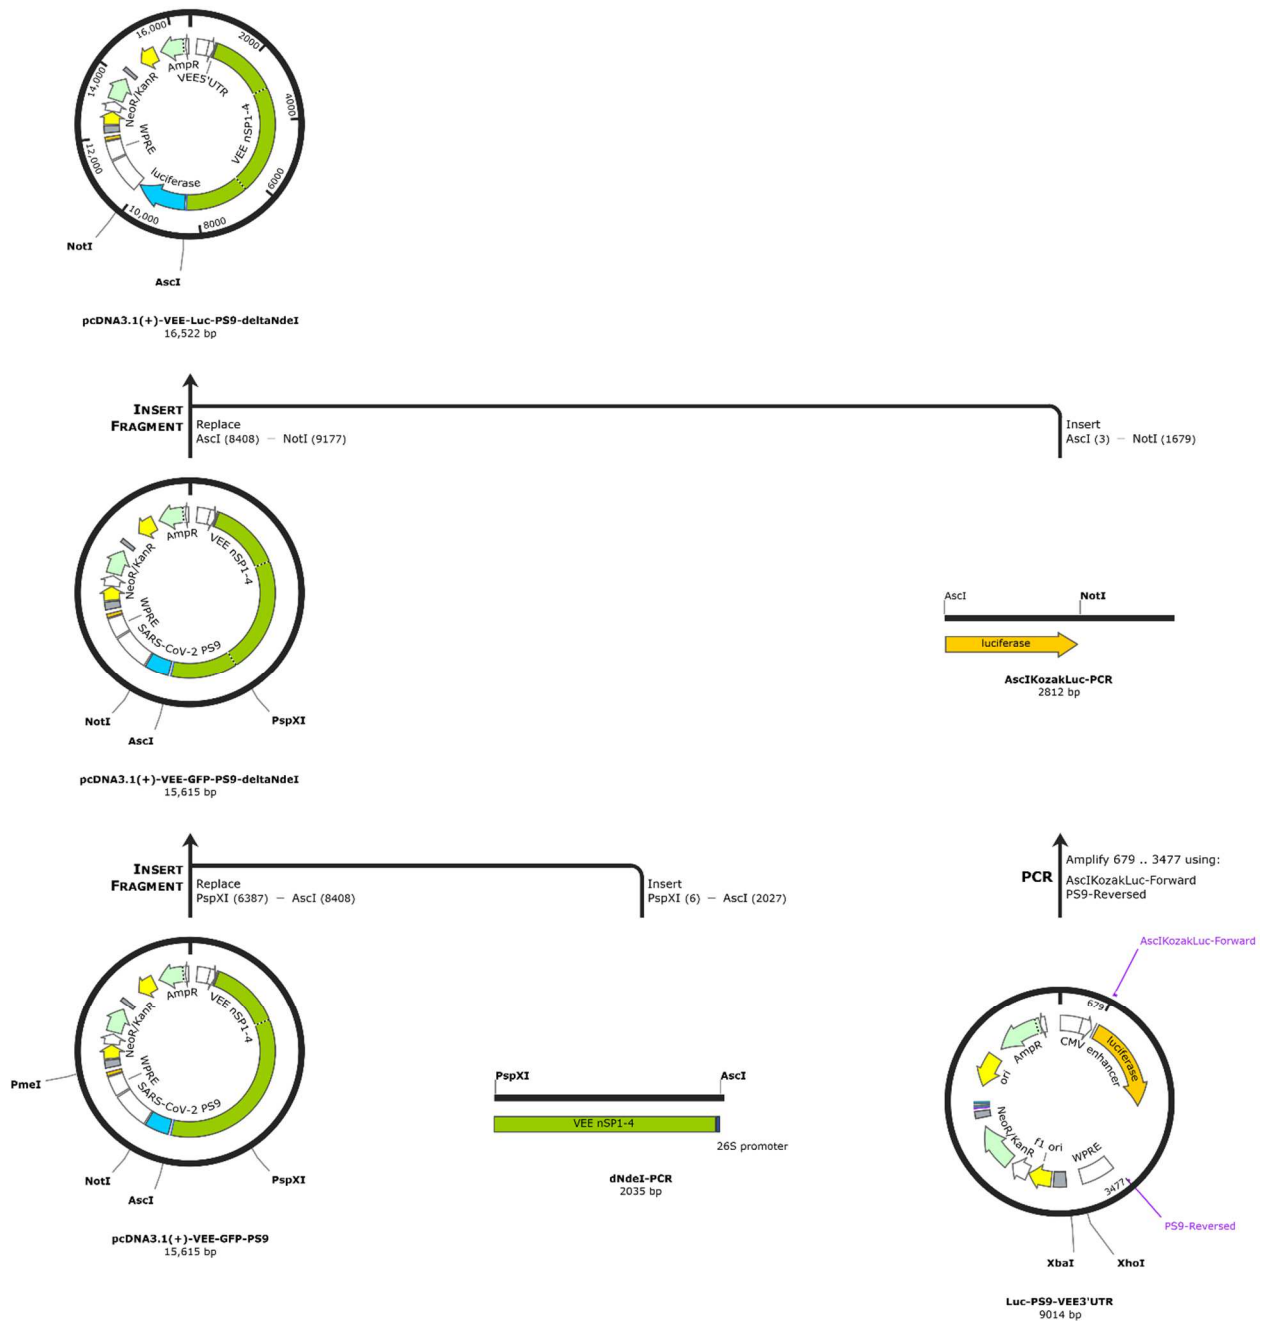 16,000
2000
14,000
4000
12,000
6000
10,000
8000
AmpR
VEE5'UTR
NeoR/KanR
WPRE
VEE nSP1-4
luciferase
NotI
AscI
pcDNA3.1(+)-VEE-Luc-PS9-deltaNdeI
16,522 bp
INSERT
FRAGMENT
Replace
AscI (8408) – NotI (9177)
Insert
AscI (3) – NotI (1679)
AmpR
VEE nSP1-4
NeoR/KanR
WPRE
SARS-CoV-2 PS9
NotI
AscI
PspXI
pcDNA3.1(+)-VEE-GFP-PS9-deltaNdeI
15,615 bp
AscI
NotI
luciferase
AscIKozakLuc-PCR
2812 bp
INSERT
FRAGMENT
Replace
PspXI (6387) – AscI (8408)
Insert
PspXI (6) – AscI (2027)
PCR
Amplify 679 .. 3477 using:
AscIKozakLuc-Forward
PS9-Reversed
AmpR
VEE nSP1-4
NeoR/KanR
WPRE
SARS-CoV-2 PS9
PmeI
NotI
AscI
PspXI
pcDNA3.1(+)-VEE-GFP-PS9
15,615 bp
PspXI
AscI
VEE nSP1-4
26S promoter
dNdeI-PCR
2035 bp
AscIKozakLuc-Forward
679
AmpR
CMV enhancer
luciferase
ori
NeoR/KanR
f1 ori
WPRE
3477
PS9-Reversed
XbaI
XhoI
Luc-PS9-VEE3'UTR
9014 bp